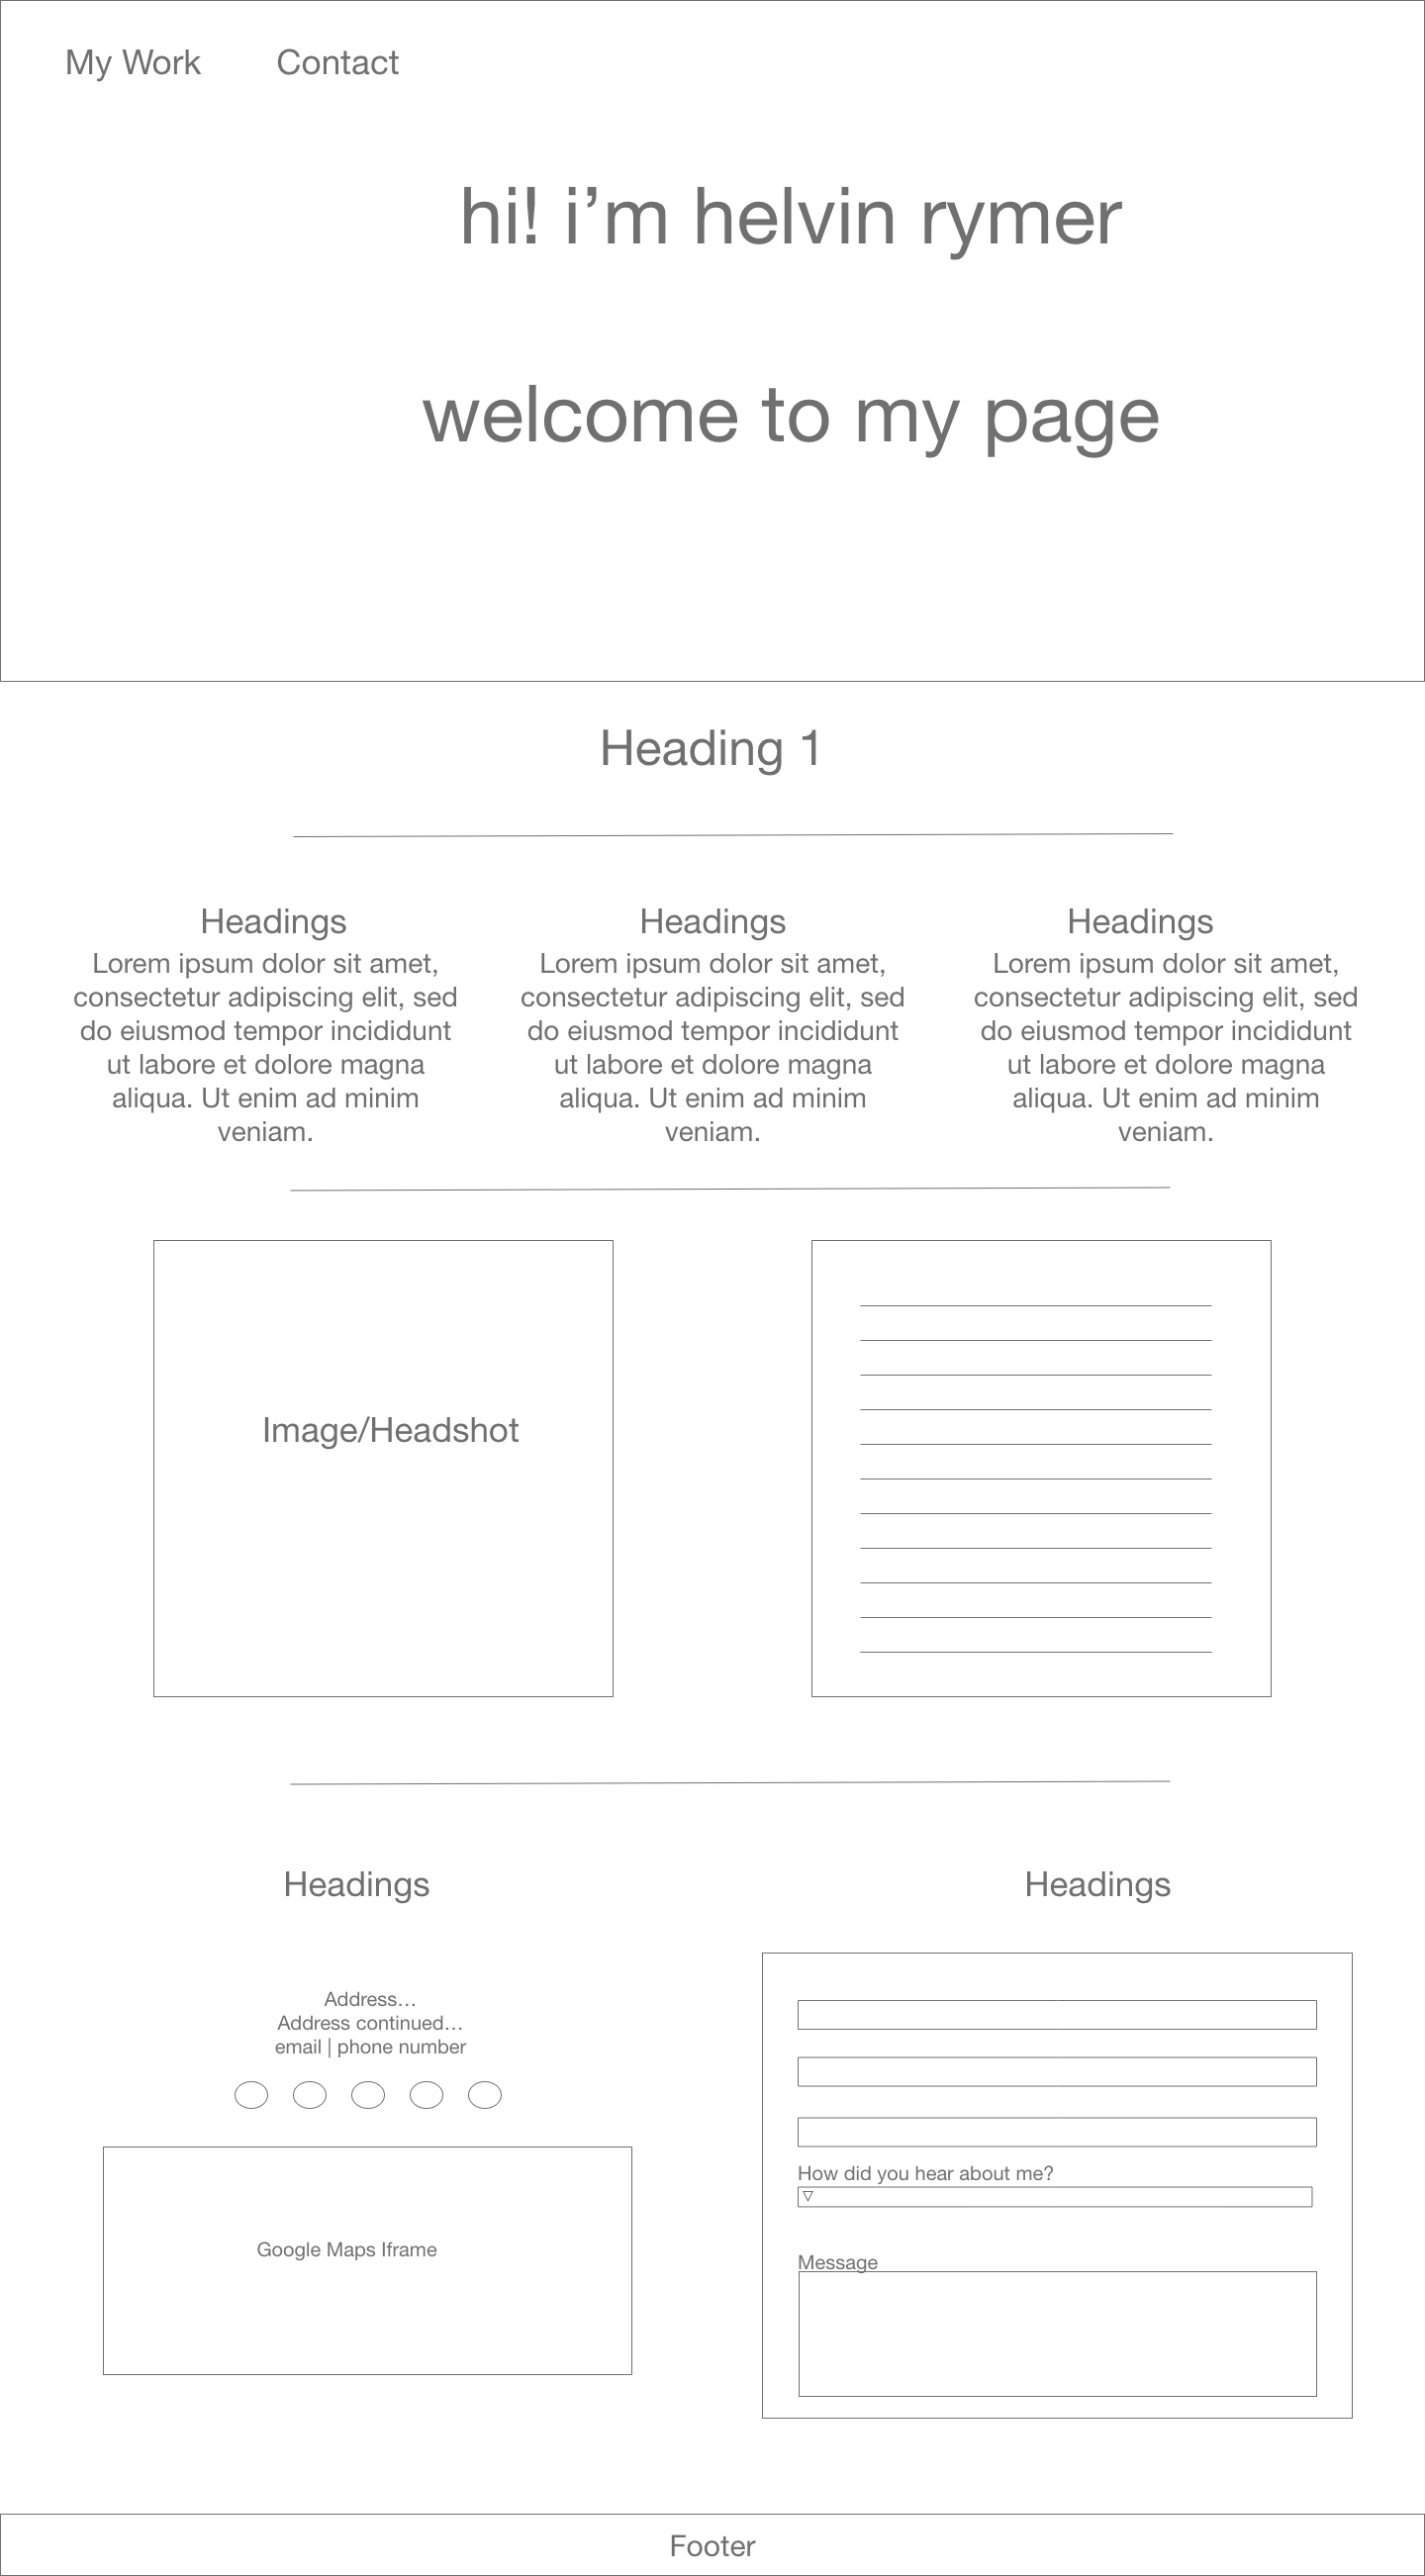 My Work Contact
hi! i’m helvin rymer
welcome to my page
Heading 1
Headings
Lorem ipsum dolor sit amet,
consectetur adipiscing elit, sed
do eiusmod tempor incididunt
ut labore et dolore magna
aliqua. Ut enim ad minim
veniam.
Headings
Lorem ipsum dolor sit amet,
consectetur adipiscing elit, sed
do eiusmod tempor incididunt
ut labore et dolore magna
aliqua. Ut enim ad minim
veniam.
Headings
Lorem ipsum dolor sit amet,
consectetur adipiscing elit, sed
do eiusmod tempor incididunt
ut labore et dolore magna
aliqua. Ut enim ad minim
veniam.
Image/Headshot
Headings
Address…
Address continued…
email | phone number
Google Maps Iframe
Headings
How did you hear about me?
Message
Footer